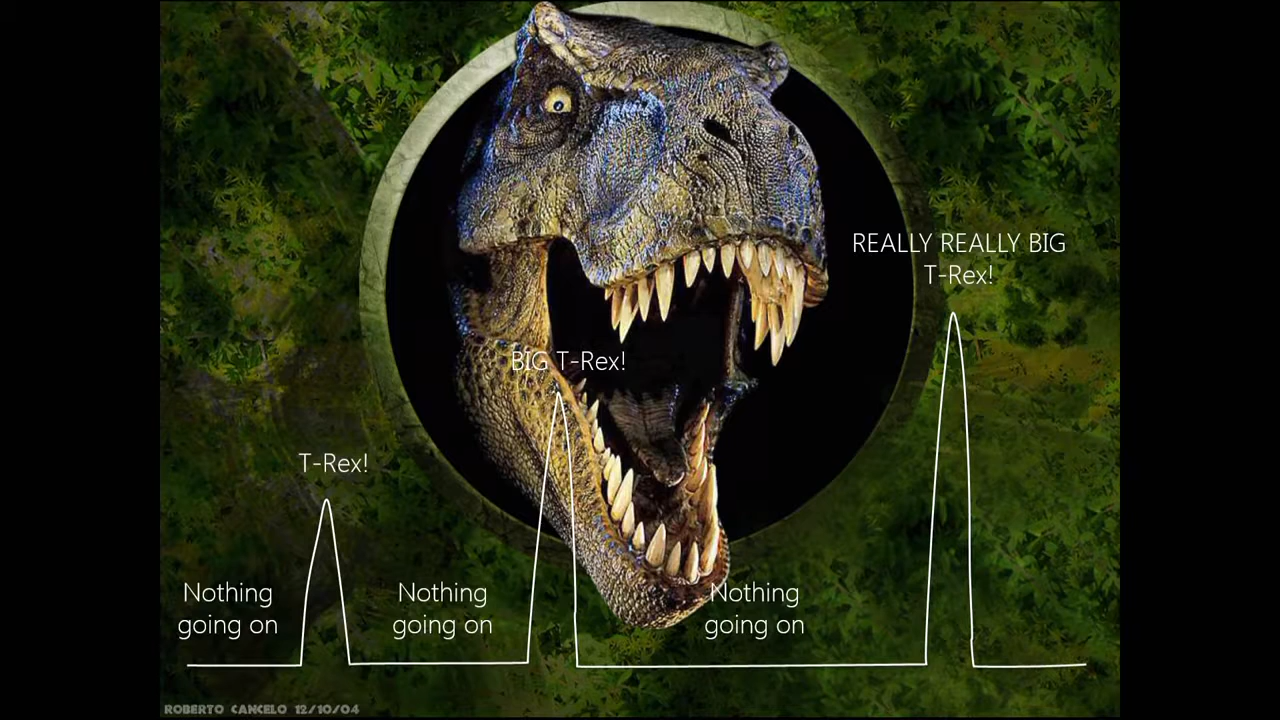 REALLY REALLY BIG
T-Rex!
BIG T-Rex!
T-Rex!
Nothing
going on
Nothing
going on
Nothing
going on
ROBERTO CANCELO 12/10/04